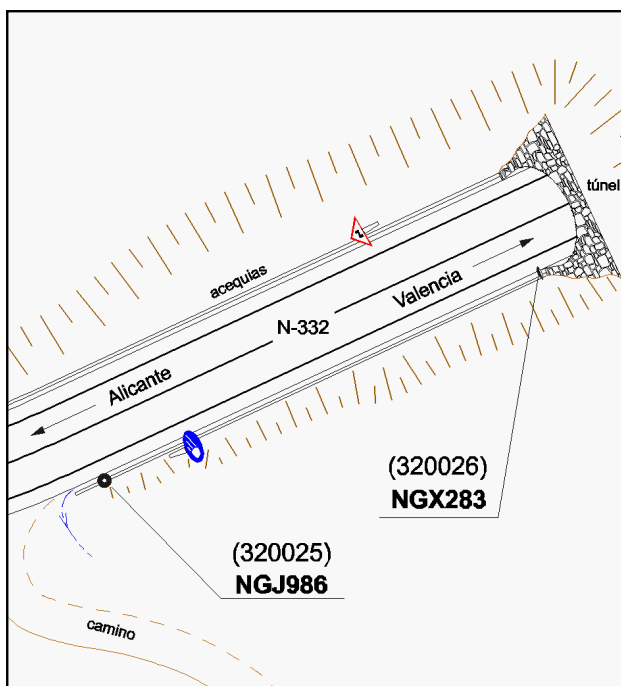 túnel
acequias
Valencia
N-332
Alicante
(320026)
NGX283
(320025)
NGJ986
camino